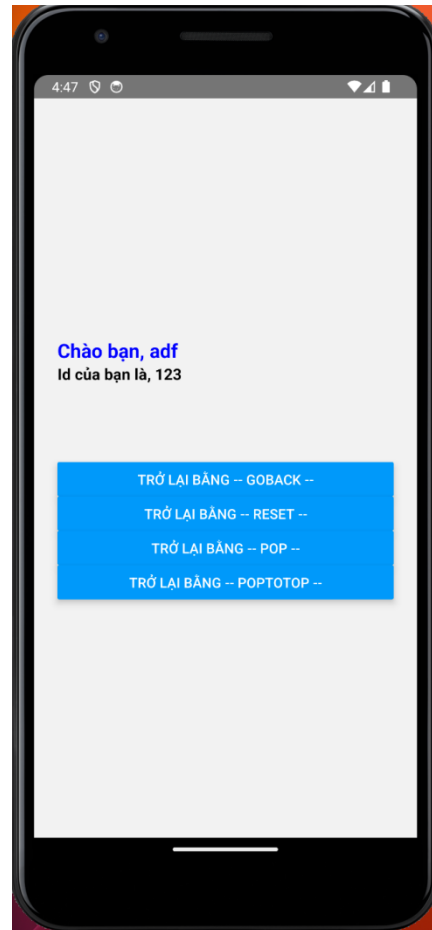 4:47
Chào bạn, adf
Id của bạn là, 123
TRỞ LẠI BẰNG -- GOBACK --
TRỞ LẠI BẰNG -- RESET --
TRỞ LẠI BẰNG -- POP --
TRỞ LẠI BẰNG -- POPTOTOP --